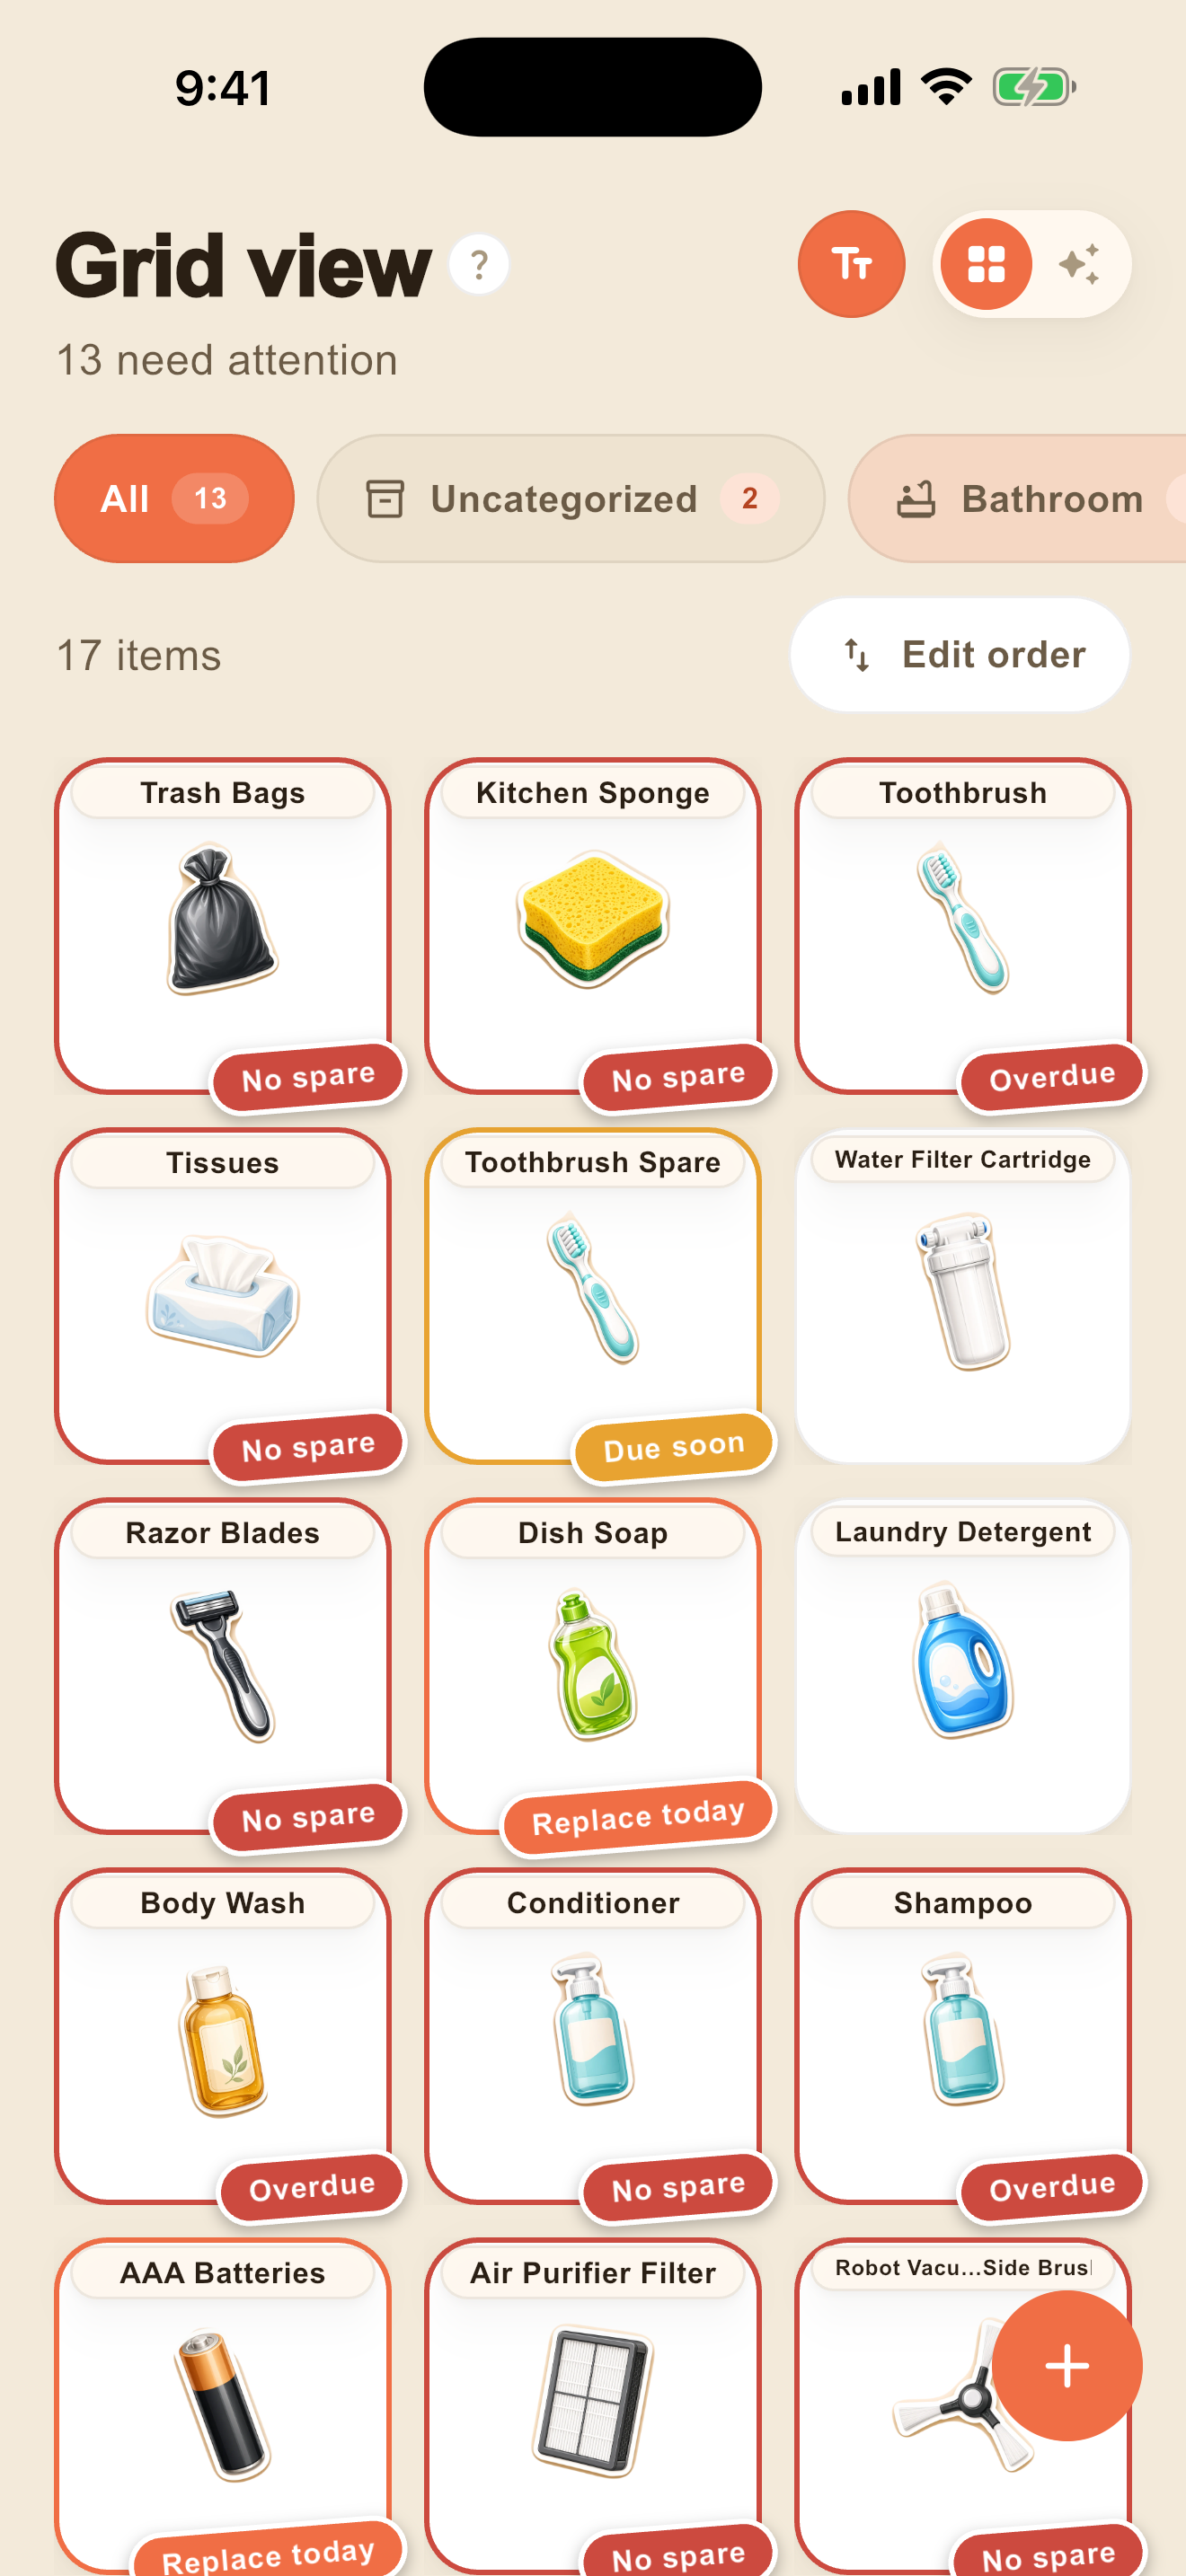 9:41
Grid view ?
13 need attention
All 13
Uncategorized 2
Bathroom
17 items
Edit order
Trash Bags
No spare
Kitchen Sponge
No spare
Toothbrush
Overdue
Tissues
No spare
Toothbrush Spare
Due soon
Water Filter Cartridge
Razor Blades
No spare
Dish Soap
Replace today
Laundry Detergent
Body Wash
Overdue
Conditioner
No spare
Shampoo
Overdue
AAA Batteries
Replace today
Air Purifier Filter
No spare
Robot Vacu...Side Brus
No spare